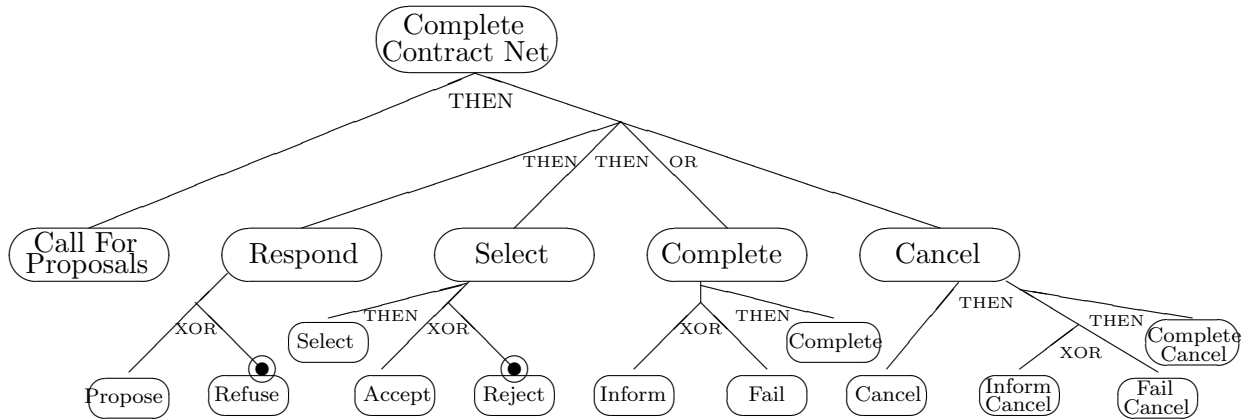 Complete
Contract Net
THEN
THEN THEN OR
Call For
Proposals
Respond
Select
Complete
Cancel
XOR
THEN
XOR
XOR
THEN
THEN
XOR
THEN
Select
Complete
Complete
Cancel
Propose
Refuse
Accept
Reject
Inform
Fail
Cancel
Inform
Cancel
Fail
Cancel